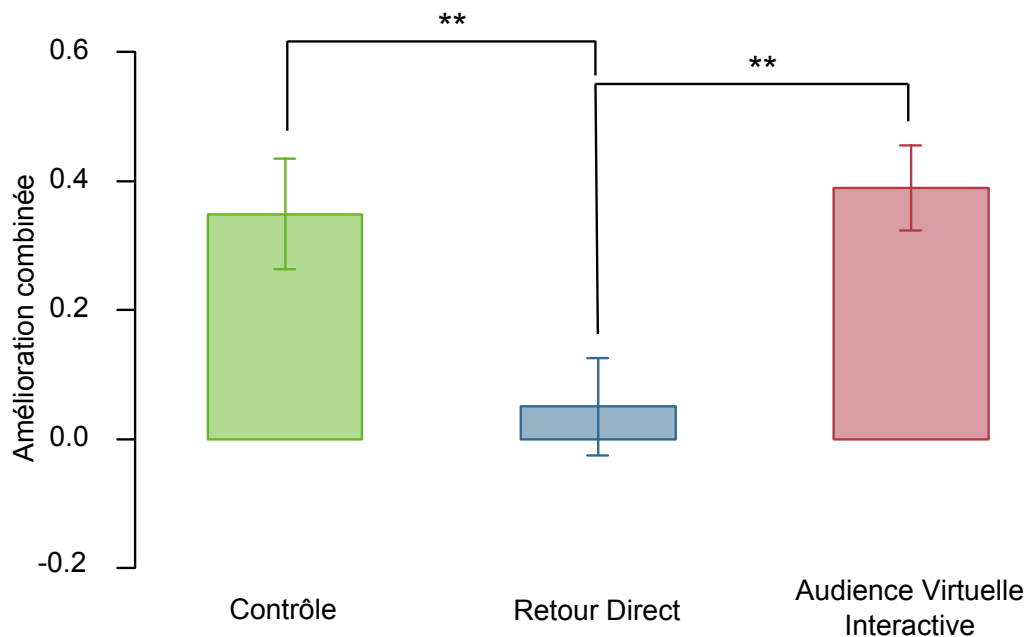 **
**
0.6
0.4
0.2
0.0
-0.2
Amélioration combinée
Contrôle
Retour Direct
Audience Virtuelle
Interactive